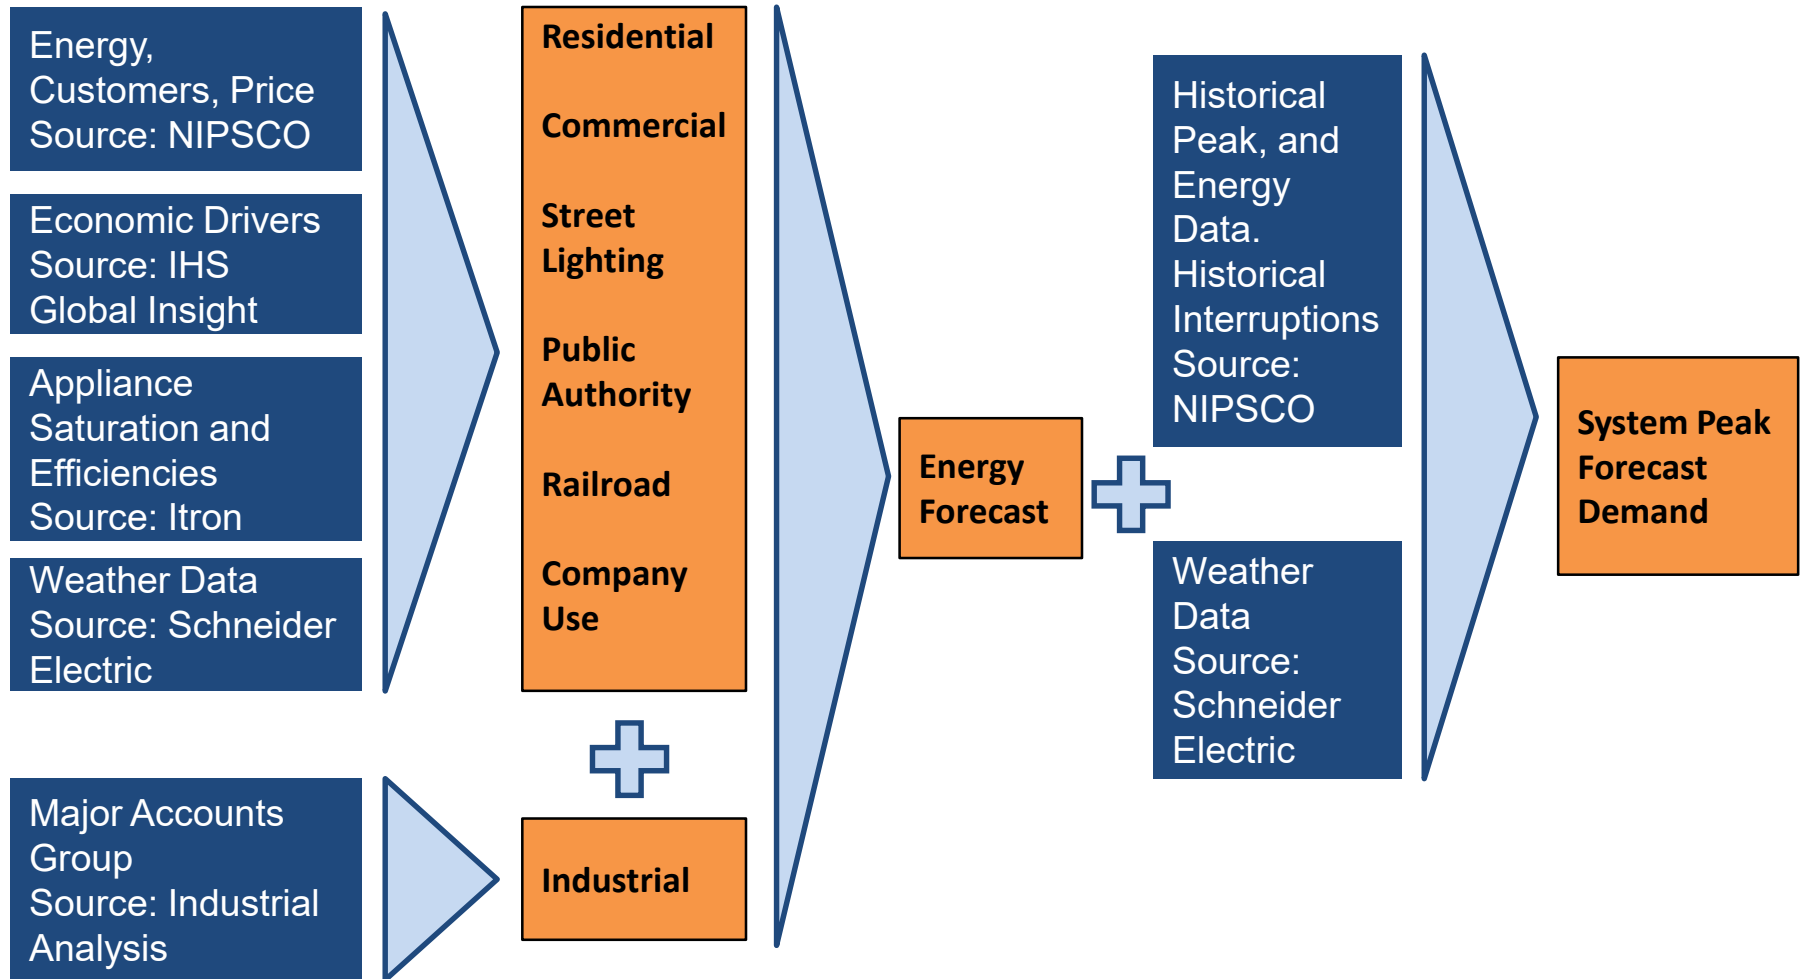 Energy,
Customers, Price
Source: NIPSCO
Economic Drivers
Source: IHS
Global Insight
Appliance
Saturation and
Efficiencies
Source: Itron
Weather Data
Source: Schneider
Electric
Major Accounts
Group
Source: Industrial
Analysis
Residential
Commercial
Street
Lighting
Public
Authority
Railroad
Company
Use
Industrial
Energy
Forecast
Historical
Peak, and
Energy
Data.
Historical
Interruptions
Source:
NIPSCO
Weather
Data
Source:
Schneider
Electric
System Peak
Forecast
Demand